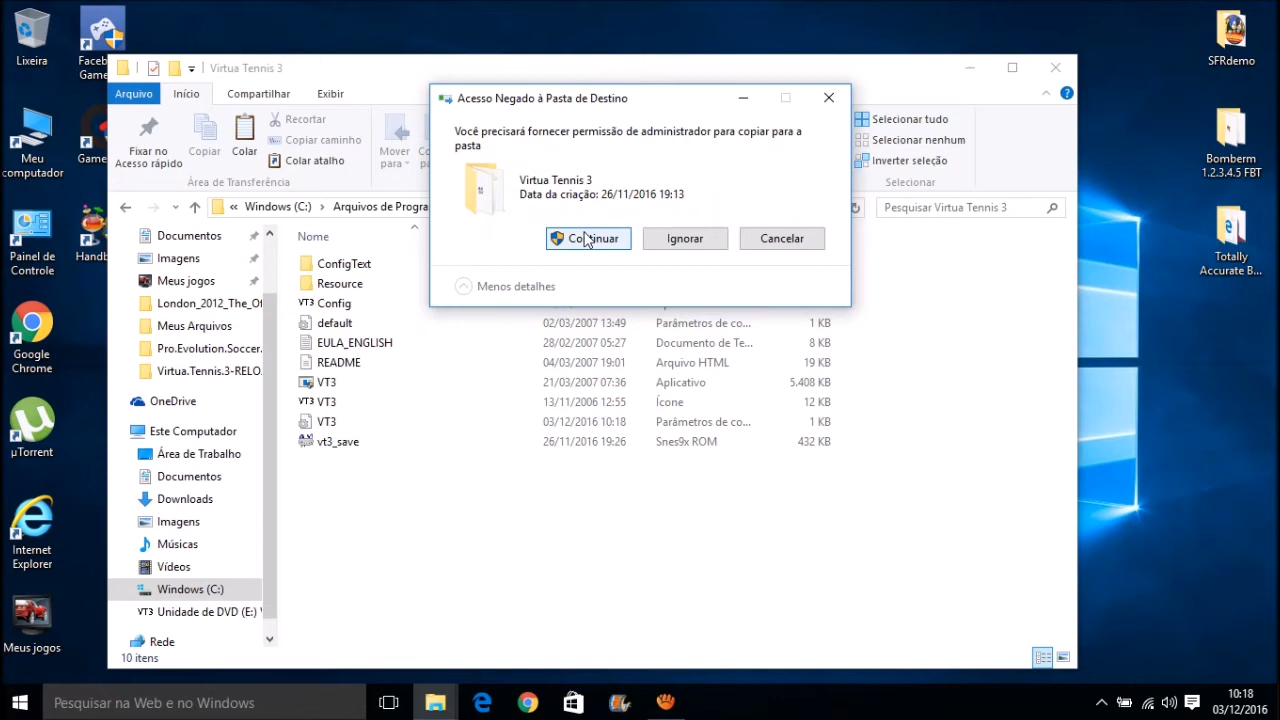 Lixeira
Faceb
Game
SFRdemo
Virtua Tennis 3
Arquivo
Início
Compartilhar
Exibir
Fixar no
Acesso rápido
Copiar
Colar
Recortar
Copiar caminho
Colar atalho
Mover
para
Área de Transferência
Selecionar tudo
Selecionar nenhum
Inverter seleção
Selecionar
« Windows (C:) > Arquivos de Progra
Pesquisar Virtua Tennis 3
Acesso Negado à Pasta de Destino
Você precisará fornecer permissão de administrador para copiar para a
pasta
Virtua Tennis 3
Data da criação: 26/11/2016 19:13
Continuar
Ignorar
Cancelar
Menos detalhes
Meu
computador
Game
Painel de
Controle
Handb
Google
Chrome
µTorrent
Internet
Explorer
Meus jogos
Bomberm
1.2.3.4.5 FBT
Totally
Accurate B...
Documentos
Imagens
Meus jogos
London_2012_The_Of
Meus Arquivos
Pro.Evolution.Soccer.
Virtua.Tennis.3-RELO.
OneDrive
Este Computador
Área de Trabalho
Documentos
Downloads
Imagens
Músicas
Vídeos
Windows (C:)
VT3 Unidade de DVD (E:) V
Rede
10 itens
Nome
ConfigText
Resource
VT3 Config
default 02/03/2007 13:49 Parâmetros de co... 1 KB
EULA_ENGLISH 28/02/2007 05:27 Documento de Te... 8 KB
README 04/03/2007 19:01 Arquivo HTML 19 KB
VT3 21/03/2007 07:36 Aplicativo 5.408 KB
VT3 VT3 13/11/2006 12:55 Ícone 12 KB
VT3 03/12/2016 10:18 Parâmetros de co... 1 KB
vt3_save 26/11/2016 19:26 Snes9x ROM 432 KB
Pesquisar na Web e no Windows
10:18
03/12/2016